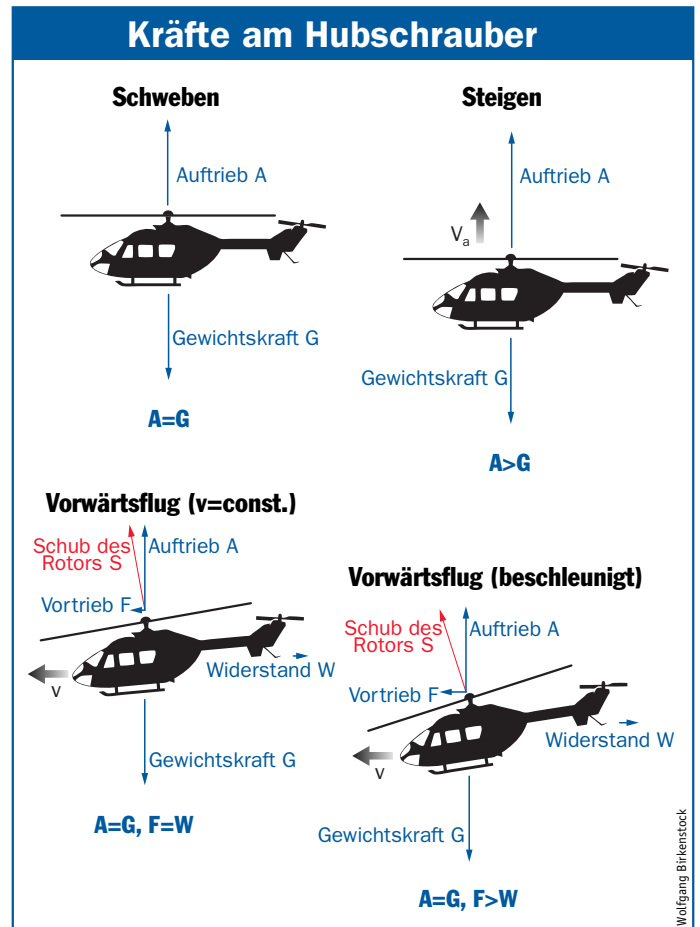 Kräfte am Hubschrauber
Schweben
Auftrieb A
Gewichtskraft G
A=G
Steigen
Auftrieb A
Va
Gewichtskraft G
A>G
Vorwärtsflug (v=const.)
Schub des
Rotors S
Auftrieb A
Vortrieb F
Widerstand W
v
Gewichtskraft G
A=G, F=W
Vorwärtsflug (beschleunigt)
Schub des
Rotors S
Auftrieb A
Vortrieb F
Widerstand W
v
Gewichtskraft G
A=G, F>W
Wolfgang Birkenstock